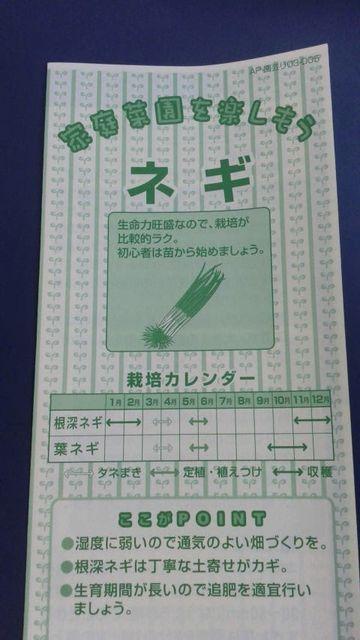 家庭菜園を楽しもう
ネギ
生命力旺盛なので、栽培が
比較的ラク。
初心者は苗から始めましょう。
栽培カレンダー
1月 2月 3月 4月 5月 6月 7月 8月 9月 10月 11月 12月
根深ネギ
葉ネギ
タネまき 定植・植えつけ 収穫
ここがPOINT
●湿度に弱いので通気のよい畑づくりを。
●根深ネギは丁寧な土寄せがカギ。
●生育期間が長いので追肥を適宜行い
ましょう。